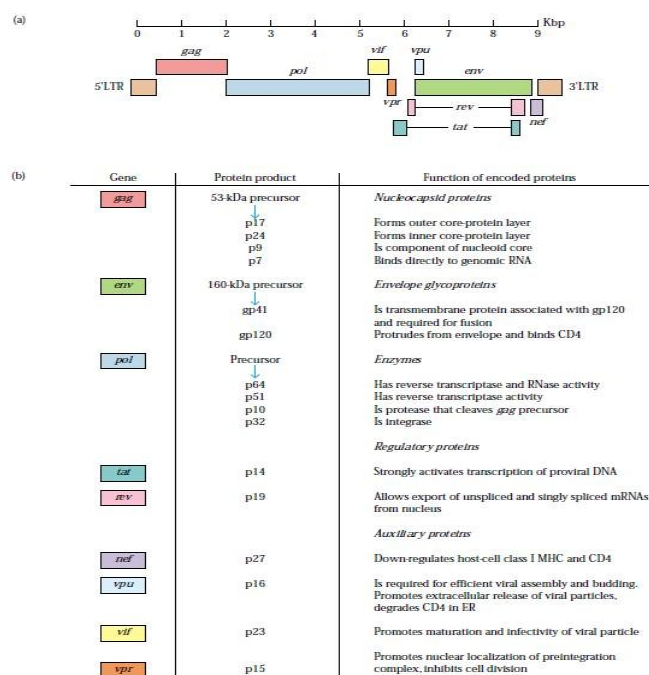 (a)
Kbp
0 1 2 3 4 5 6 7 8 9
gag vif vpu
pol env
5'LTR 3'LTR
vpr rev nef
tat
(b)
Gene Protein product Function of encoded proteins
gag 53-kDa precursor Nucleocapsid proteins
p17 Forms outer core-protein layer
p24 Forms inner core-protein layer
p9 Is component of nucleoid core
p7 Binds directly to genomic RNA
env 160-kDa precursor Envelope glycoproteins
gp41 Is transmembrane protein associated with gp120
and required for fusion
gp120 Protrudes from envelope and binds CD4
pol Precursor Enzymes
p64 Has reverse transcriptase and RNase activity
p51 Has reverse transcriptase activity
p10 Is protease that cleaves gag precursor
p32 Is integrase
Regulatory proteins
tat p14 Strongly activates transcription of proviral DNA
rev p19 Allows export of unspliced and singly spliced mRNAs
from nucleus
Auxiliary proteins
nef p27 Down-regulates host-cell class I MHC and CD4
vpu p16 Is required for efficient viral assembly and budding.
Promotes extracellular release of viral particles,
degrades CD4 in ER
vif p23 Promotes maturation and infectivity of viral particle
Promotes nuclear localization of preintegration
vpr p15 complex, inhibits cell division